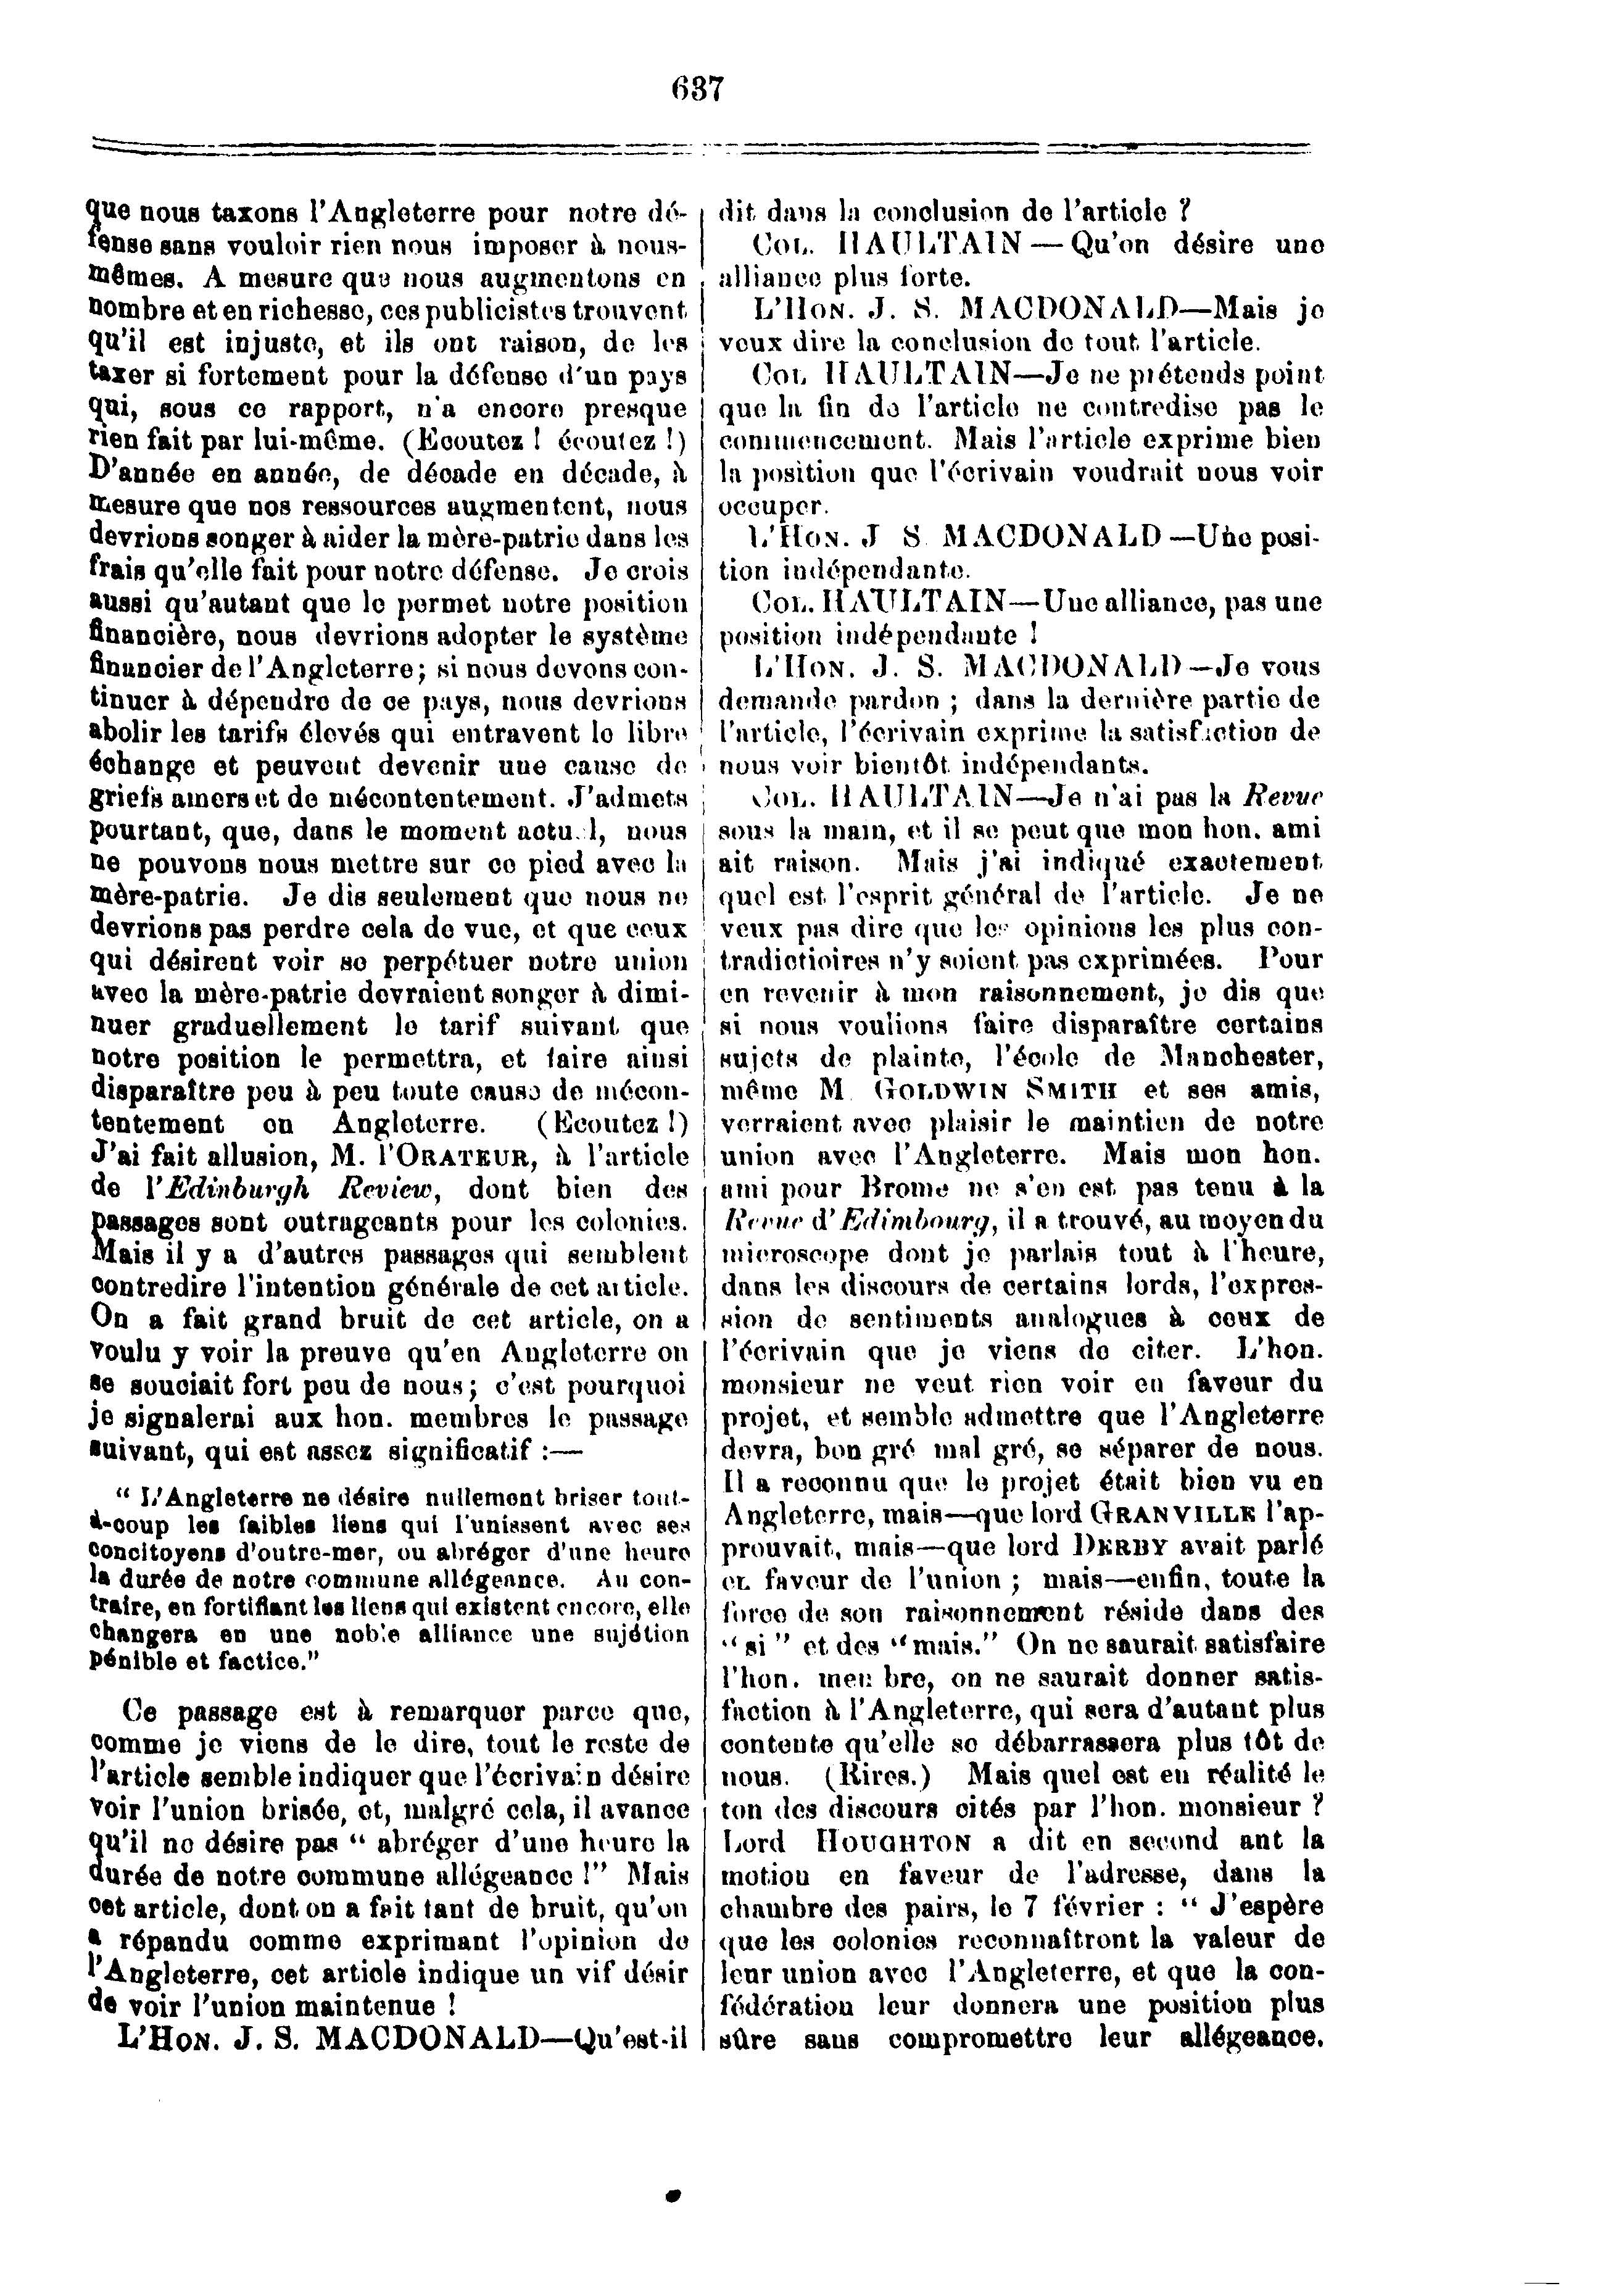 637
que nous taxons l'Angleterre pour notre dé-
fense sans vouloir rien nous imposer à nous-
mêmes. A mesure que nous augmentons en
nombre et en richesse, ces publicistes trouvent
qu'il est injuste, et ils ont raison, de les
taxer si fortement pour la défense d'un pays
qui, sous ce rapport, n'a encore presque
rien fait par lui-même. (Ecoutez ! écoutez !)
D'année en année, de décade en décade, à
mesure que nos ressources augmentent, nous
devrions songer à aider la mère-patrie dans les
frais qu'elle fait pour notre défense. Je crois
aussi qu'autant que le permet notre position
financière, nous devrions adopter le système
financier de l'Angleterre; si nous devons con-
tinuer à dépendre de ce pays, nous devrions
abolir les tarifs élevés qui entravent le libre
échange et peuvent devenir une cause de
griefs amers et de mécontentement. J'admets
pourtant, que, dans le moment actuel, nous
ne pouvons nous mettre sur ce pied avec la
mère-patrie. Je dis seulement que nous ne
devrions pas perdre cela de vue, et que ceux
qui désirent voir se perpétuer notre union
avec la mère-patrie devraient songer à dimi-
nuer graduellement le tarif suivant que
notre position le permettra, et faire ainsi
disparaître peu à peu toute cause de mécon-
tentement en Angleterre. (Ecoutez !)
J'ai fait allusion, M. l'ORATEUR, à l'article
de l'Edinburgh Review, dont bien des
passages sont outrageants pour les colonies.
Mais il y a d'autres passages qui semblent
contredire l'intention générale de cet article.
On a fait grand bruit de cet article, on a
voulu y voir la preuve qu'en Angleterre on
se souciait fort peu de nous; c'est pourquoi
je signalerai aux hon. membres le passage
suivant, qui est assez significatif :—
" L'Angleterre ne désire nullement briser tout-
à-coup les faibles liens qui l'unissent avec ses
concitoyens d'outre-mer, ou abréger d'une heure
la durée de notre commune allégeance. Au con-
traire, en fortifiant les liens qui existent encore, elle
changera en une noble alliance une sujétion
pénible et factice."
Ce passage est à remarquer parce que,
comme je viens de le dire, tout le reste de
l'article semble indiquer que l'écrivain désire
voir l'union brisée, et, malgré cela, il avance
qu'il ne désire pas " abréger d'une heure la
durée de notre commune allégeance !" Mais
cet article, dont on a fait tant de bruit, qu'on
a répandu comme exprimant l'opinion de
l'Angleterre, cet article indique un vif désir
de voir l'union maintenue !
L'HON. J. S. MACDONALD—Qu'est-il
dit dans la conclusion de l'article ?
COL. HAULTAIN — Qu'on désire une
alliance plus forte.
L'HON. J. S. MACDONALD—Mais je
veux dire la conclusion de tout l'article.
COL HAULTAIN—Je ne prétends point
que la fin de l'article ne contredise pas le
commencement. Mais l'article exprime bien
la position que l'écrivain voudrait nous voir
occuper.
L'HON. J S. MACDONALD —Une posi-
tion indépendante.
COL. HAULTAIN—Une alliance, pas une
position indépendante !
L'HON. J. S. MACDONALD—Je vous
demande pardon ; dans la dernière partie de
l'article, l'écrivain exprime la satisfaction de
nous voir bientôt indépendants.
COL. HAULTAIN—Je n'ai pas la Revue
sous la main, et il se peut que mon hon. ami
ait raison. Mais j'ai indiqué exactement
quel est l'esprit général de l'article. Je ne
veux pas dire que les opinions les plus con-
tradictioires n'y soient pas exprimées. Pour
en revenir à mon raisonnement, je dis que
si nous voulions faire disparaître certains
sujets de plainte, l'école de Manchester,
même M. GOLDWIN SMITH et ses amis,
verraient avec plaisir le maintien de notre
union avec l'Angleterre. Mais mon hon.
ami pour Brome ne s'en est pas tenu à la
Revue d'Edimbourg, il a trouvé, au moyen du
microscope dont je parlais tout à l'heure,
dans les discours de certains lords, l'expres-
sion de sentiments analogues à ceux de
l'écrivain que je viens de citer. L'hon.
monsieur ne veut rien voir en faveur du
projet, et semble admettre que l'Angleterre
devra, bon gré mal gré, se séparer de nous.
Il a reconnu que le projet était bien vu en
Angleterre, mais—que lord GRANVILLE l'ap-
prouvait, mais—que lord DERBY avait parlé
en faveur de l'union ; mais—enfin, toute la
force de son raisonnement réside dans des
" si " et des "mais." On ne saurait satisfaire
l'hon. membre, on ne saurait donner satis-
faction à l'Angleterre, qui sera d'autant plus
contente qu'elle se débarrassera plus tôt de
nous. (Rires.) Mais quel est en réalité le
ton des discours cités par l'hon. monsieur ?
Lord HOUGHTON a dit en second ant la
motion en faveur de l'adresse, dans la
chambre des pairs, le 7 février : " J'espère
que les colonies reconnaîtront la valeur de
leur union avec l'Angleterre, et que la con-
fédération leur donnera une position plus
sûre sans compromettre leur allégeance.